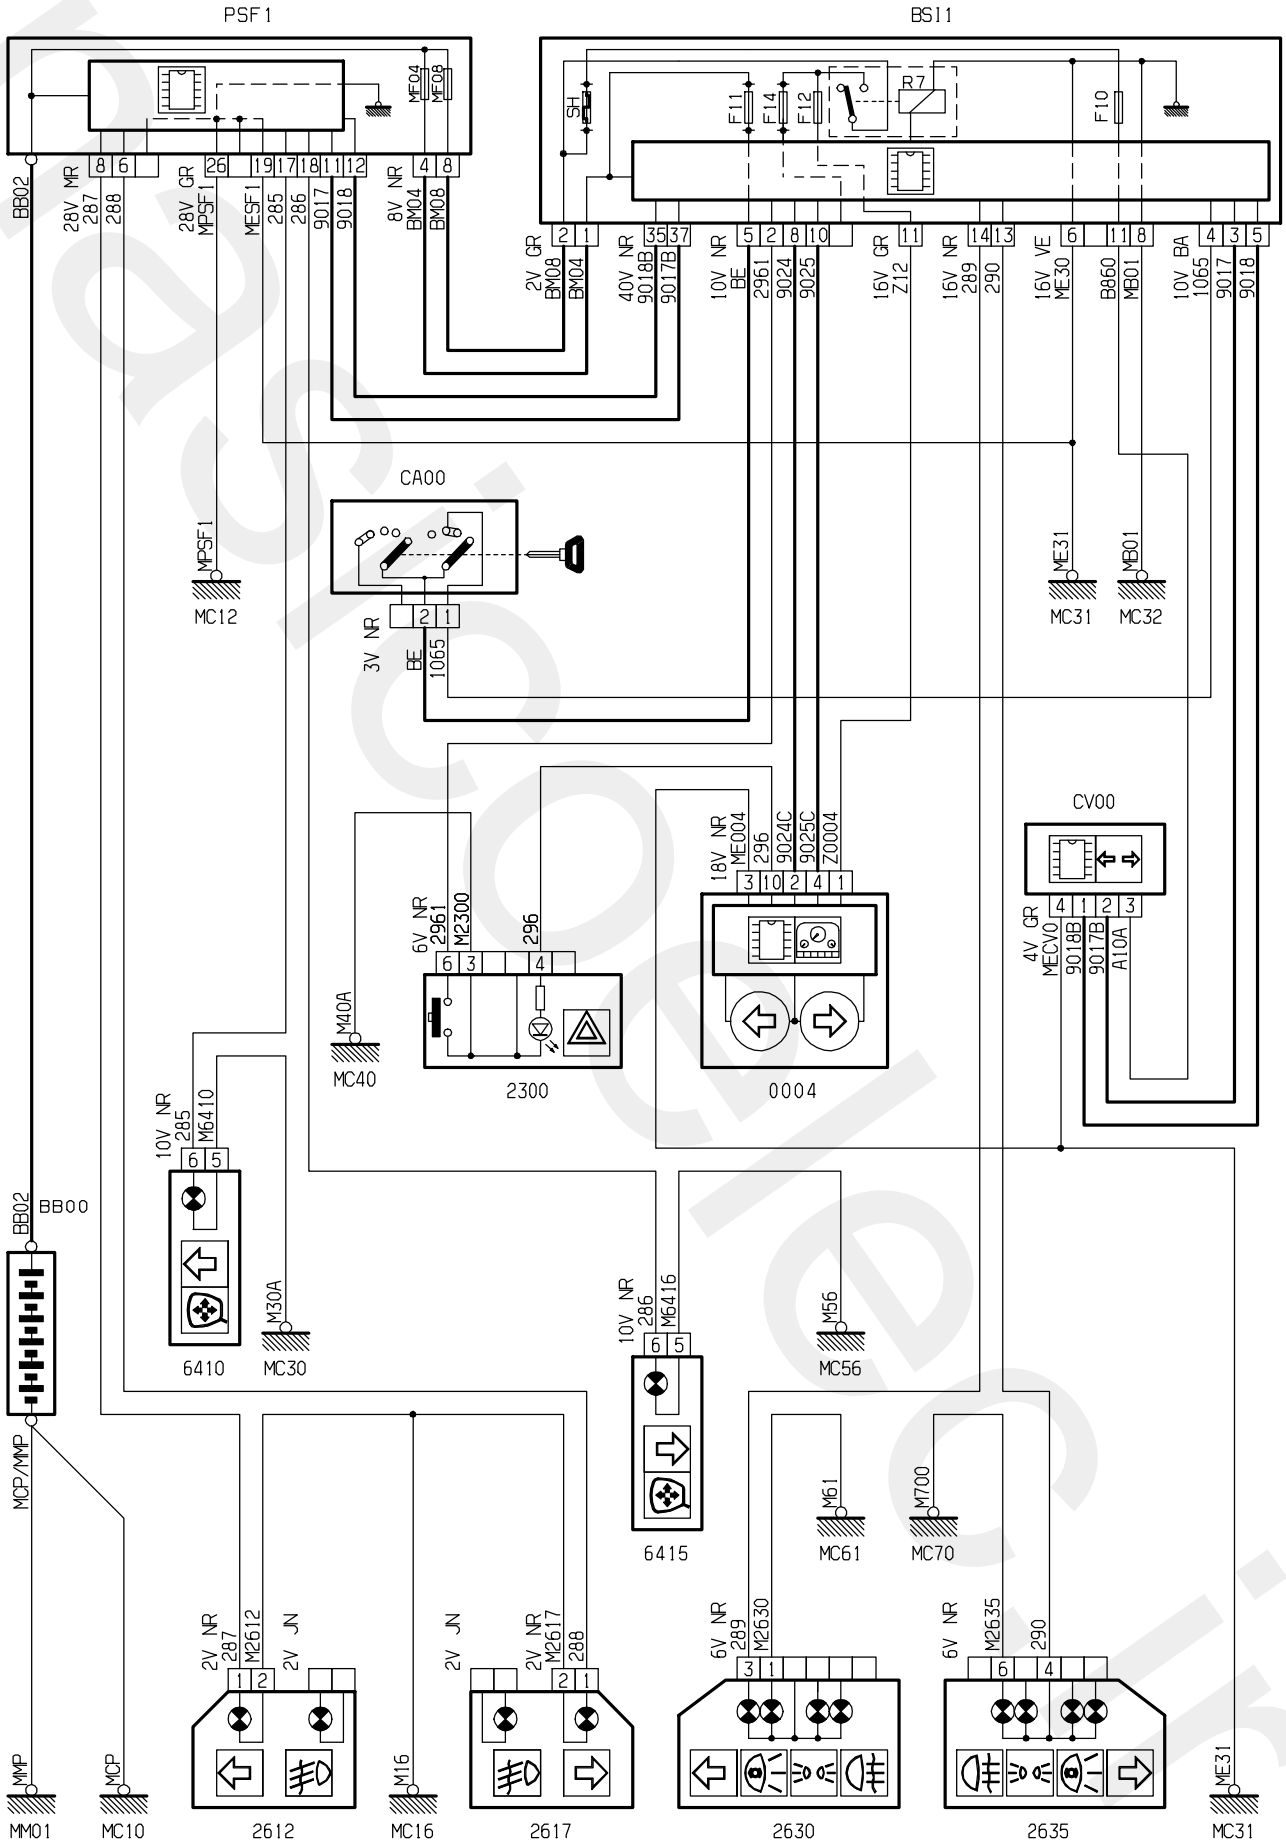 PSF1
BSI1
MF04
MF08
SH
F11
F14
F12
R7
F10
8 6 26 19 17 18 11 12 4 8
BB02
28V MR
287
288
28V GR
MPSF1
MESF1
285
286
9017
9018
8V NR
BM04
BM08
2 1 35 37 5 2 8 10 11 14 13 6 11 8 4 3 5
2V GR
BM08
BM04
40V NR
9018B
9017B
10V NR
BE
2961
9024
9025
16V GR
Z12
16V NR
289
290
16V VE
ME30
B860
MB01
10V BA
1065
9017
9018
CA00
MPSF1
MC12
2 1
3V NR
BE
1065
ME31
MC31
MB01
MC32
CV00
4 1 2 3
4V GR
MECV0
9018B
9017B
A10A
18V NR
ME004
296
9024C
9025C
Z0004
3 10 2 4 1
0004
6V NR
2961
M2300
296
6 3 4
2300
M40A
MC40
10V NR
285
M6410
6 5
6410
M30A
MC30
BB02
BB00
MCP/MMP
10V NR
286
M6416
6 5
6415
M56
MC56
M61
MC61
M700
MC70
2V NR
287
M2612
2V JN
1 2
2V JN
2V NR
M2617
288
2 1
6V NR
289
M2630
3 1
6V NR
M2635
290
6 4
MMP
MM01
MCP
MC10
2612
M16
MC16
2617
2630
2635
ME31
MC31
nasicoelec.ir